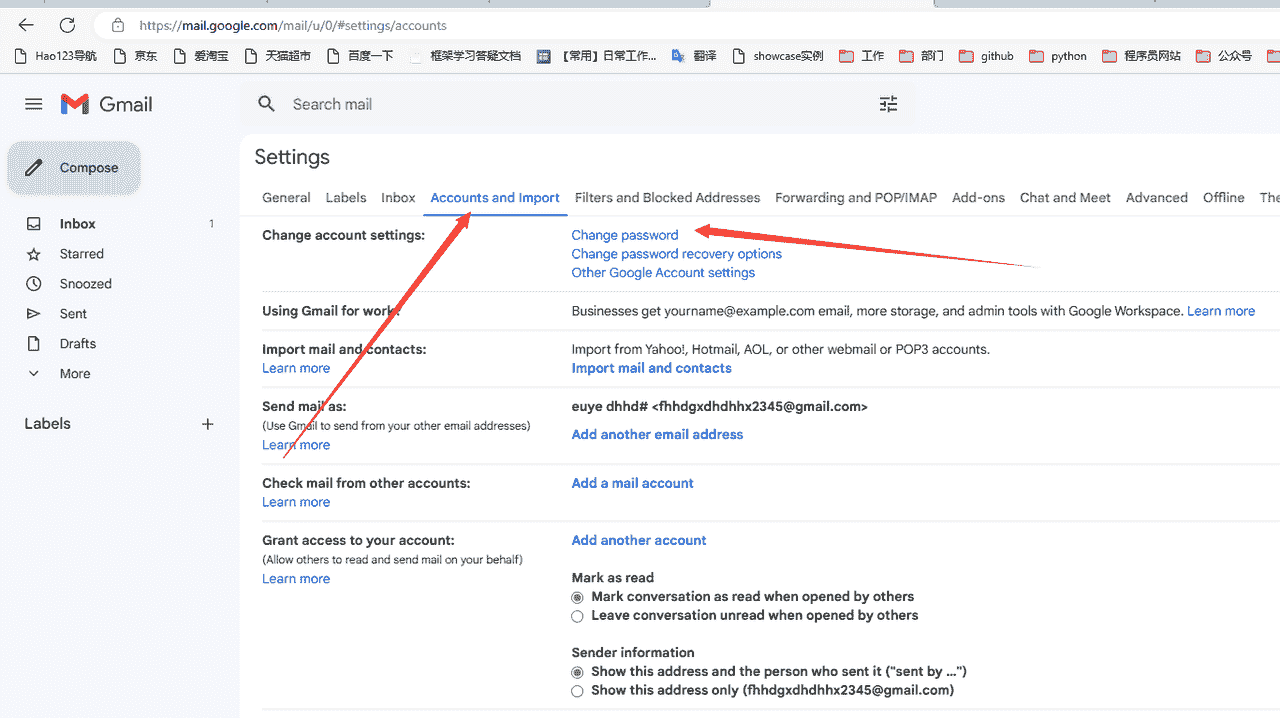 https://mail.google.com/mail/u/0/#settings/accounts
Hao123导航 京东 爱淘宝 天猫超市 百度一下 框架学习答疑文档 【常用】日常工作... 翻译 showcase实例 工作 部门 github python 程序员网站 公众号
Gmail
Search mail
Compose
Inbox 1
Starred
Snoozed
Sent
Drafts
More
Labels
Settings
General Labels Inbox Accounts and Import Filters and Blocked Addresses Forwarding and POP/IMAP Add-ons Chat and Meet Advanced Offline The
Change account settings:
Change password
Change password recovery options
Other Google Account settings
Using Gmail for work:
Businesses get yourname@example.com email, more storage, and admin tools with Google Workspace. Learn more
Import mail and contacts:
Learn more
Import from Yahoo!, Hotmail, AOL, or other webmail or POP3 accounts.
Import mail and contacts
Send mail as:
(Use Gmail to send from your other email addresses)
Learn more
euye dhhd# <fhhdgxdhdhhx2345@gmail.com>
Add another email address
Check mail from other accounts:
Learn more
Add a mail account
Grant access to your account:
(Allow others to read and send mail on your behalf)
Learn more
Add another account
Mark as read
Mark conversation as read when opened by others
Leave conversation unread when opened by others
Sender information
Show this address and the person who sent it ("sent by ...")
Show this address only (fhhdgxdhdhhx2345@gmail.com)